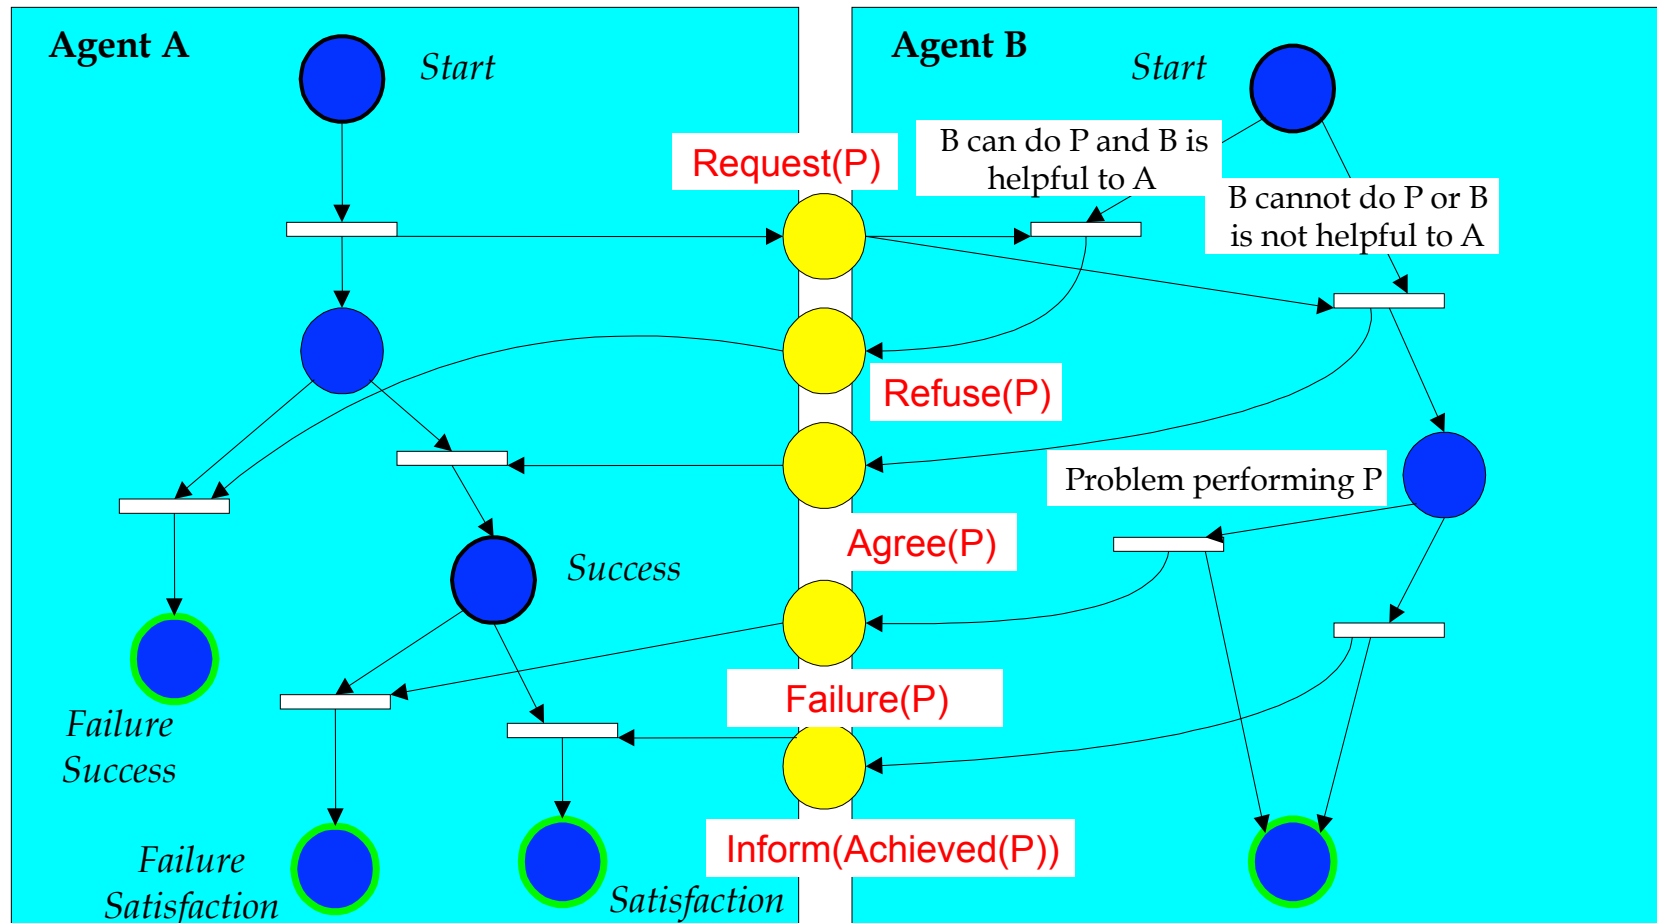 Agent A
Start
Agent B
Start
Request(P)
B can do P and B is
helpful to A
B cannot do P or B
is not helpful to A
Refuse(P)
Problem performing P
Agree(P)
Success
Failure(P)
Failure
Success
Inform(Achieved(P))
Failure
Satisfaction
Satisfaction